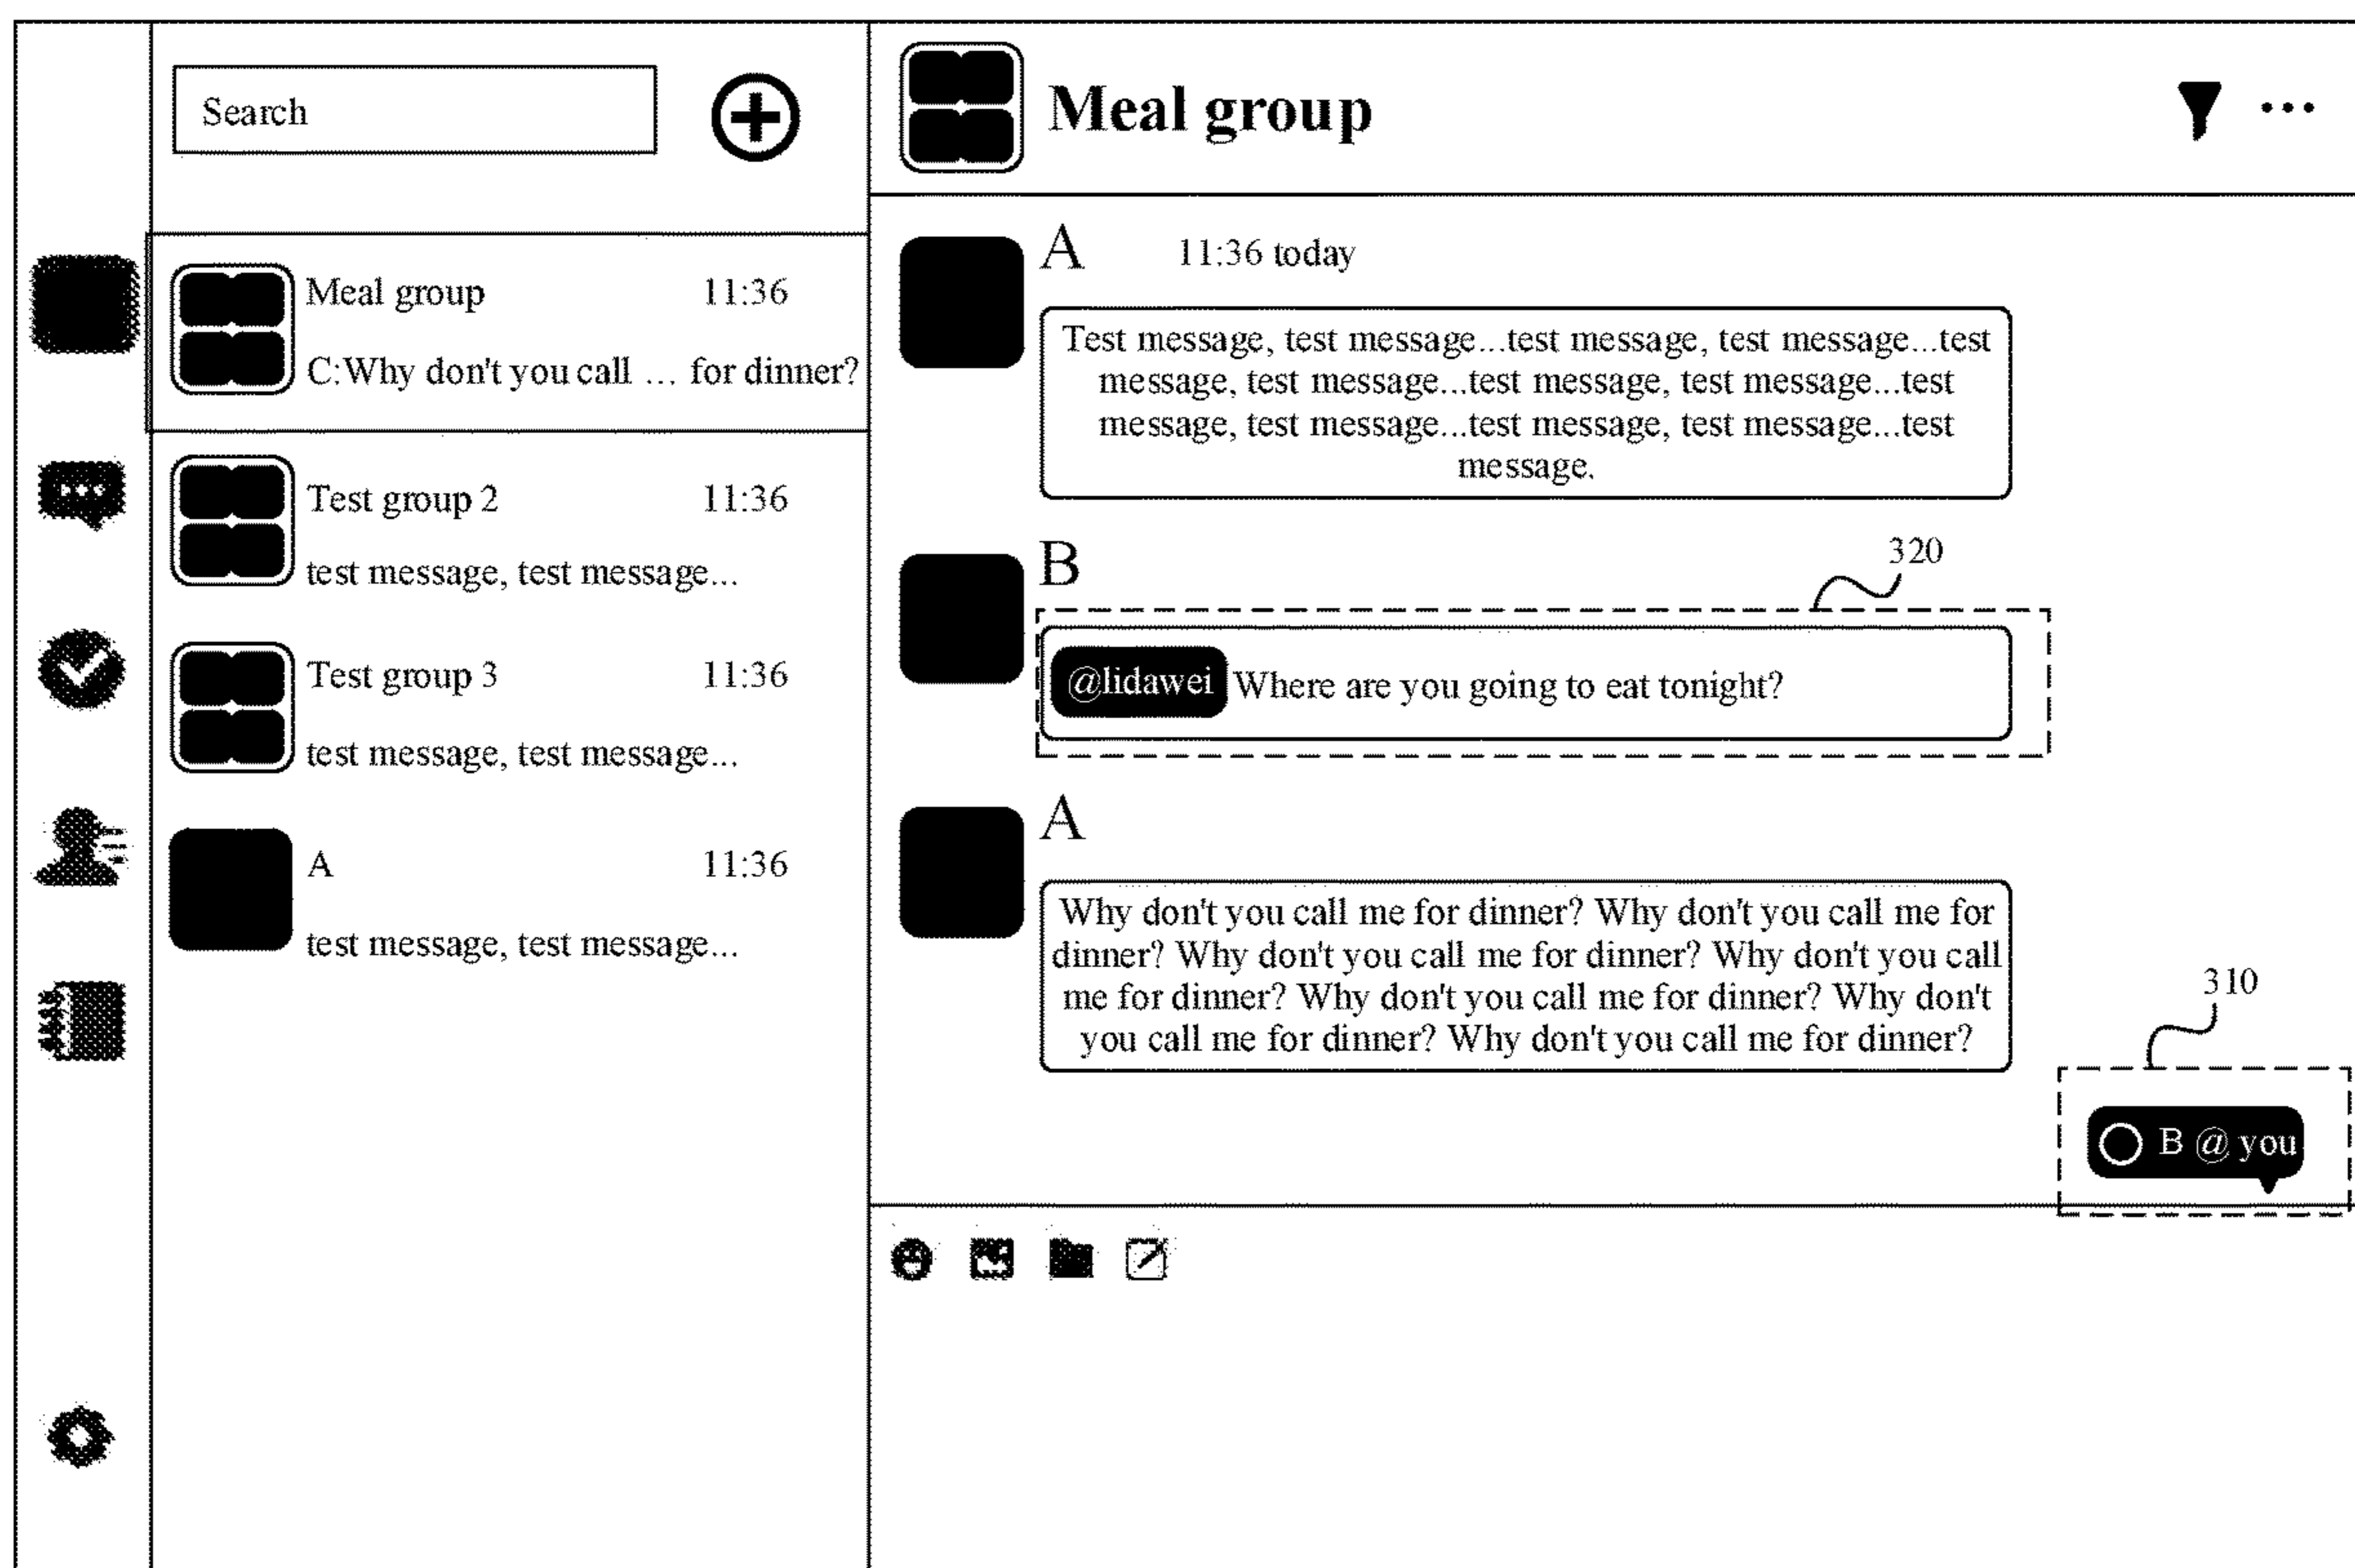 Search
Meal group
11:36
C:Why don't you call ... for dinner?
Test group 2
11:36
test message, test message...
Test group 3
11:36
test message, test message...
A
11:36
test message, test message...
Meal group
...
A
11:36 today
Test message, test message...test message, test message...test
message, test message...test message, test message...test
message, test message...test message, test message...test
message.
B
320
@lidawei Where are you going to eat tonight?
A
Why don't you call me for dinner? Why don't you call me for
dinner? Why don't you call me for dinner? Why don't you call
me for dinner? Why don't you call me for dinner? Why don't
you call me for dinner? Why don't you call me for dinner?
310
B @ you